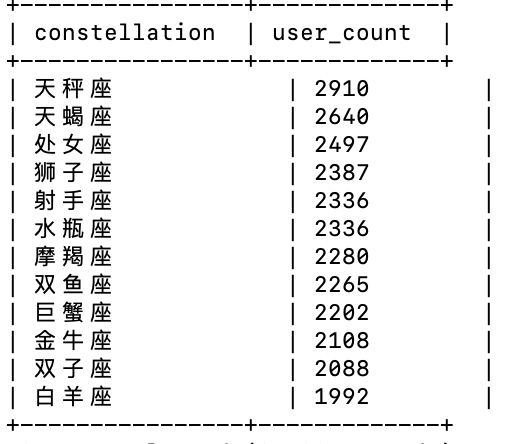 +---------------+------------+
| constellation | user_count |
+---------------+------------+
| 天秤座 | 2910 |
| 天蝎座 | 2640 |
| 处女座 | 2497 |
| 狮子座 | 2387 |
| 射手座 | 2336 |
| 水瓶座 | 2336 |
| 摩羯座 | 2280 |
| 双鱼座 | 2265 |
| 巨蟹座 | 2202 |
| 金牛座 | 2108 |
| 双子座 | 2088 |
| 白羊座 | 1992 |
+---------------+------------+